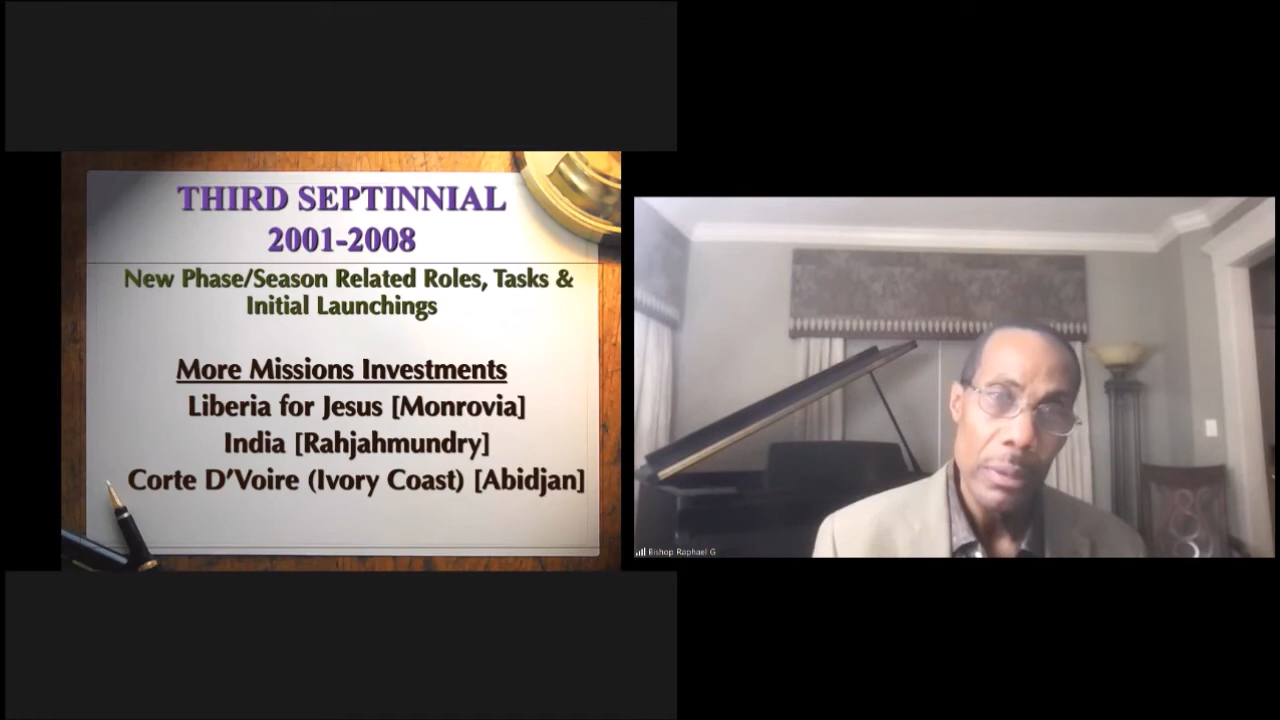 THIRD SEPTINNIAL
2001-2008
New Phase/Season Related Roles, Tasks &
Initial Launchings
More Missions Investments
Liberia for Jesus [Monrovia]
India [Rahjahmundry]
Corte D’Voire (Ivory Coast) [Abidjan]
Bishop Raphael G